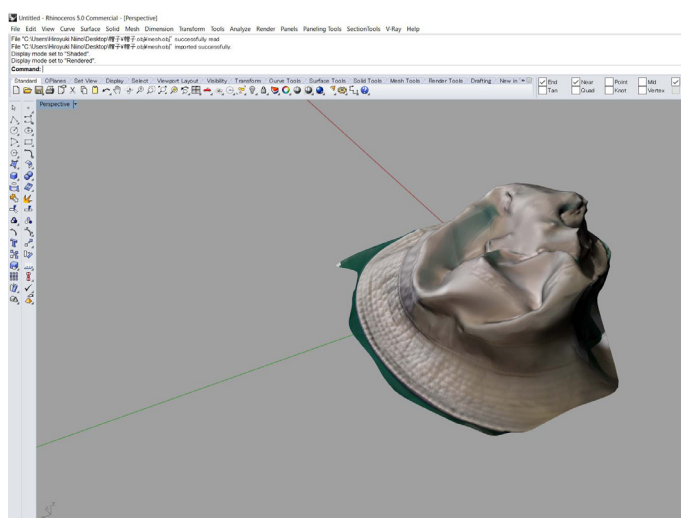 Untitled - Rhinoceros 5.0 Commercial - [Perspective]
File Edit View Curve Surface Solid Mesh Dimension Transform Tools Analyze Render Panels Paneling Tools SectionTools V-Ray Help
File "C:\Users\Hiroyuki Niino\Desktop\帽子\帽子.obj\mesh.obj" successfully read.
File "C:\Users\Hiroyuki Niino\Desktop\帽子\帽子.obj\mesh.obj" imported successfully.
Display mode set to "Shaded".
Display mode set to "Rendered".
Command:
Standard CPlanes Set View Display Select Viewport Layout Visibility Transform Curve Tools Surface Tools Solid Tools Mesh Tools Render Tools Drafting New in
End Near Point Mid
Tan Quad Knot Vertex
Perspective